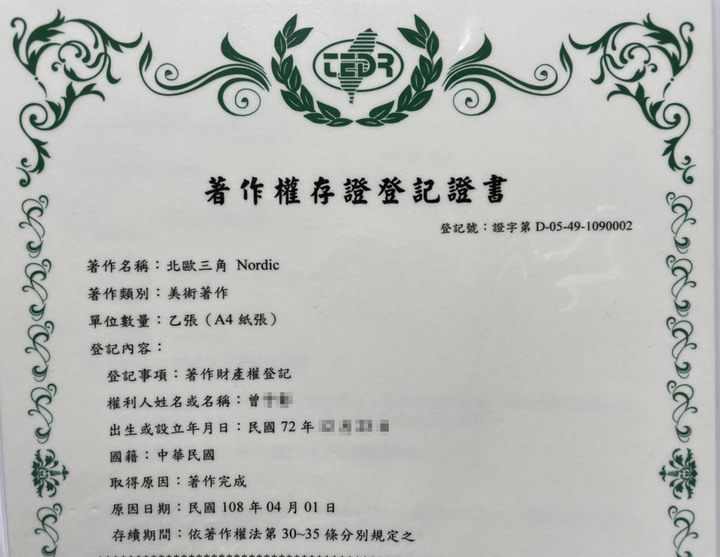 TEDR
著作權存證登記證書
登記號：證字第 D-05-49-1090002
著作名稱：北歐三角 Nordic
著作類別：美術著作
單位數量：乙張（A4 紙張）
登記內容：
登記事項：著作財產權登記
權利人姓名或名稱：曾
出生或設立年月日：民國 72 年
國籍：中華民國
取得原因：著作完成
原因日期：民國 108 年 04 月 01 日
存續期間：依著作權法第 30~35 條分別規定之